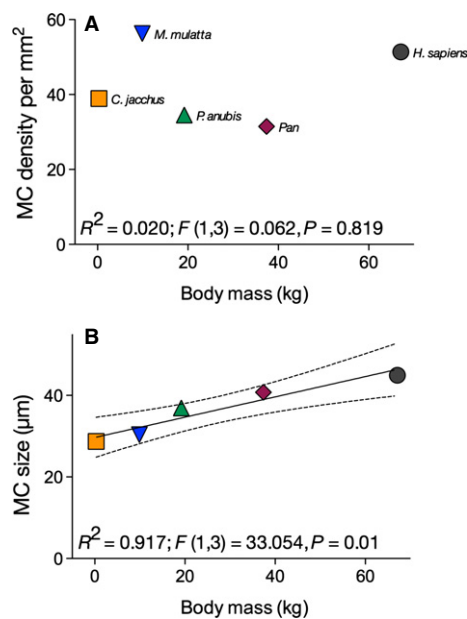 A
MC density per mm²
60
40
20
0
M. mulatta
H. sapiens
C. jacchus
P. anubis
Pan
R² = 0.020; F (1,3) = 0.062, P = 0.819
0 20 40 60
Body mass (kg)
B
MC size (µm)
40
20
0
R² = 0.917; F (1,3) = 33.054, P = 0.01
0 20 40 60
Body mass (kg)